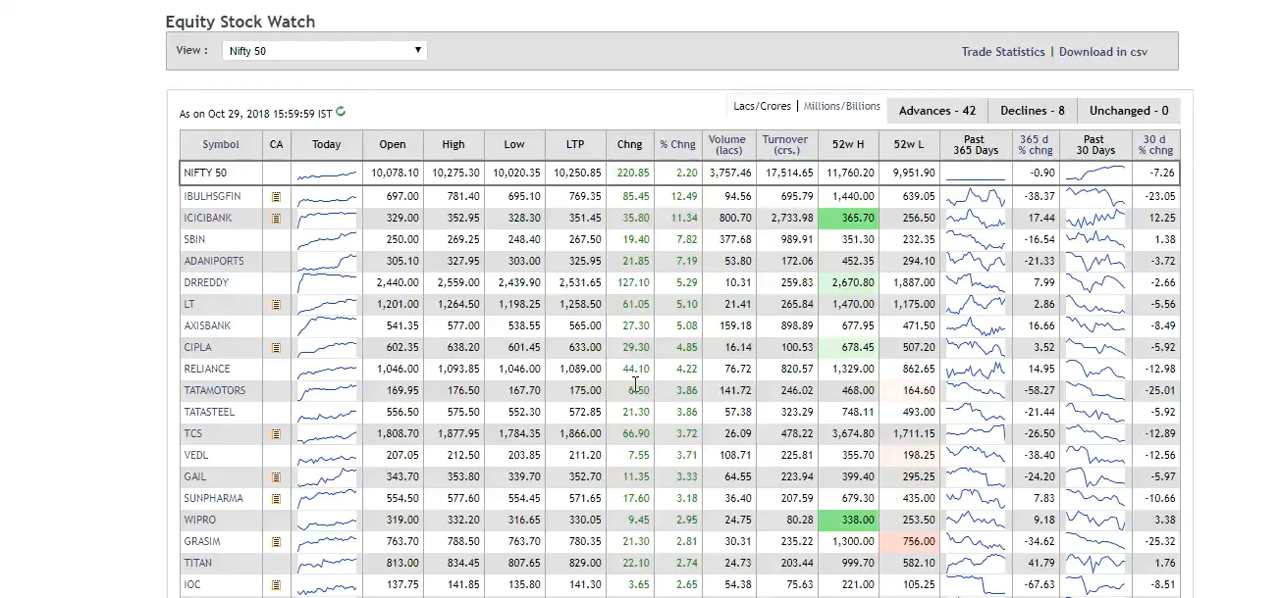 Equity Stock Watch
View : Nifty 50 Trade Statistics | Download in csv
As on Oct 29, 2018 15:59:59 IST Lacs/Crores | Millions/Billions Advances - 42 Declines - 8 Unchanged - 0
Symbol CA Today Open High Low LTP Chng % Chng Volume (lacs) Turnover (crs.) 52w H 52w L Past 365 Days 365 d % chng Past 30 Days 30 d % chng
NIFTY 50 10,078.10 10,275.30 10,020.35 10,250.85 220.85 2.20 3,757.46 17,514.65 11,760.20 9,951.90 -0.90 -7.26
IBULHSGFIN 697.00 781.40 695.10 769.35 85.45 12.49 94.56 695.79 1,440.00 639.05 -38.37 -23.05
ICICIBANK 329.00 352.95 328.30 351.45 35.80 11.34 800.70 2,733.98 365.70 256.50 17.44 12.25
SBIN 250.00 269.25 248.40 267.50 19.40 7.82 377.68 989.91 351.30 232.35 -16.54 1.38
ADANIPORTS 305.10 327.95 303.00 325.95 21.85 7.19 53.80 172.06 452.35 294.10 -21.33 -3.72
DRREDDY 2,440.00 2,559.00 2,439.90 2,531.65 127.10 5.29 10.31 259.83 2,670.80 1,887.00 7.99 -2.66
LT 1,201.00 1,264.50 1,198.25 1,258.50 61.05 5.10 21.41 265.84 1,470.00 1,175.00 2.86 -5.56
AXISBANK 541.35 577.00 538.55 565.00 27.30 5.08 159.18 898.89 677.95 471.50 16.66 -8.49
CIPLA 602.35 638.20 601.45 633.00 29.30 4.85 16.14 100.53 678.45 507.20 3.52 -5.92
RELIANCE 1,046.00 1,093.85 1,046.00 1,089.00 44.10 4.22 76.72 820.57 1,329.00 862.65 14.95 -12.98
TATAMOTORS 169.95 176.50 167.70 175.00 6.50 3.86 141.72 246.02 468.00 164.60 -58.27 -25.01
TATASTEEL 556.50 575.50 552.30 572.85 21.30 3.86 57.38 323.29 748.11 493.00 -21.44 -5.92
TCS 1,808.70 1,877.95 1,784.35 1,866.00 66.90 3.72 26.09 478.22 3,674.80 1,711.15 -26.50 -12.89
VEDL 207.05 212.50 203.85 211.20 7.55 3.71 108.71 225.81 355.70 198.25 -38.40 -12.56
GAIL 343.70 353.80 339.70 352.70 11.35 3.33 64.55 223.94 399.40 295.25 -24.20 -5.97
SUNPHARMA 554.50 577.60 554.45 571.65 17.60 3.18 36.40 207.59 679.30 435.00 7.83 -10.66
WIPRO 319.00 332.20 316.65 330.05 9.45 2.95 24.75 80.28 338.00 253.50 9.18 3.38
GRASIM 763.70 788.50 763.70 780.35 21.30 2.81 30.31 235.22 1,300.00 756.00 -34.62 -25.32
TITAN 813.00 834.45 807.65 829.00 22.10 2.74 24.73 203.44 999.70 582.10 41.79 1.76
IOC 137.75 141.85 135.80 141.30 3.65 2.65 54.38 75.63 221.00 105.25 -67.63 -8.51